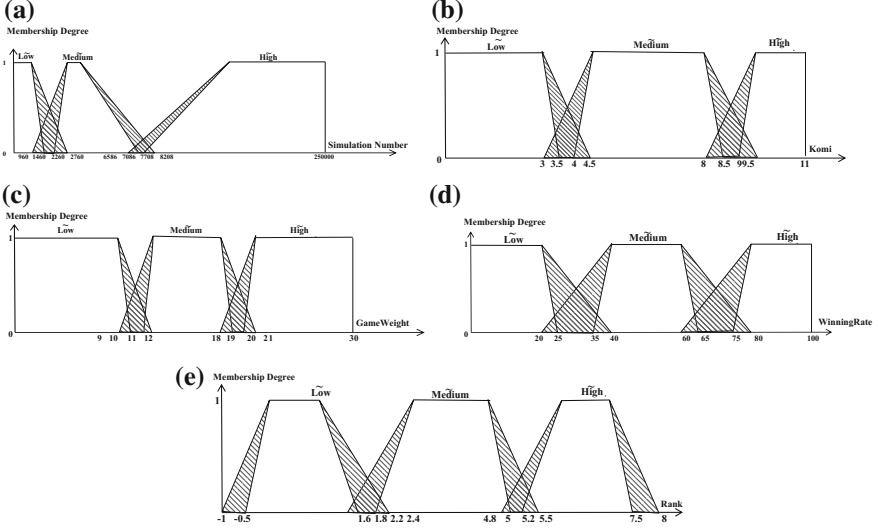 (a)
Membership Degree
Low Medium High
1
Simulation Number
0
960 1460 2260 2760 6586 7086 7708 8208 250000
(b)
Membership Degree
Low Medium High
1
0
3 3.5 4 4.5 8 8.5 99.5 11 Komi
(c)
Membership Degree
Low Medium High
1
GameWeight
0
9 10 11 12 18 19 20 21 30
(d)
Membership Degree
Low Medium High
1
0
WinningRate
20 25 35 40 60 65 75 80 100
(e)
Membership Degree
Low Medium High
1
Rank
-1 -0.5 1.6 1.8 2.2 2.4 4.8 5 5.2 5.5 7.5 8